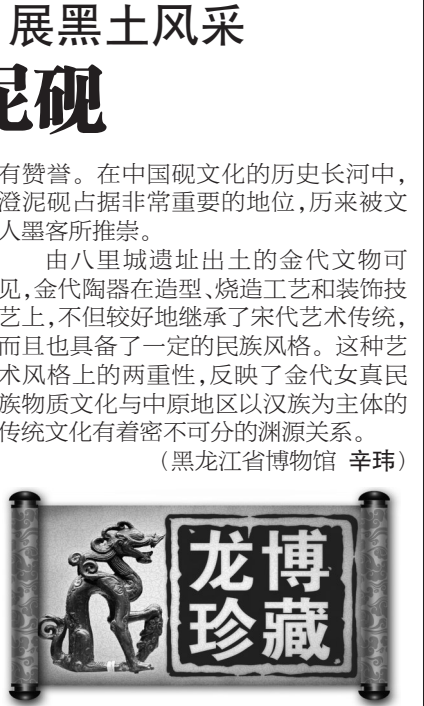 展黑土风采
泥砚
有赞誉。在中国砚文化的历史长河中，
澄泥砚占据非常重要的地位，历来被文
人墨客所推崇。
由八里城遗址出土的金代文物可
见，金代陶器在造型、烧造工艺和装饰技
艺上，不但较好地继承了宋代艺术传统，
而且也具备了一定的民族风格。这种艺
术风格上的两重性，反映了金代女真民
族物质文化与中原地区以汉族为主体的
传统文化有着密不可分的渊源关系。
（黑龙江省博物馆 辛玮）
龙博
珍藏